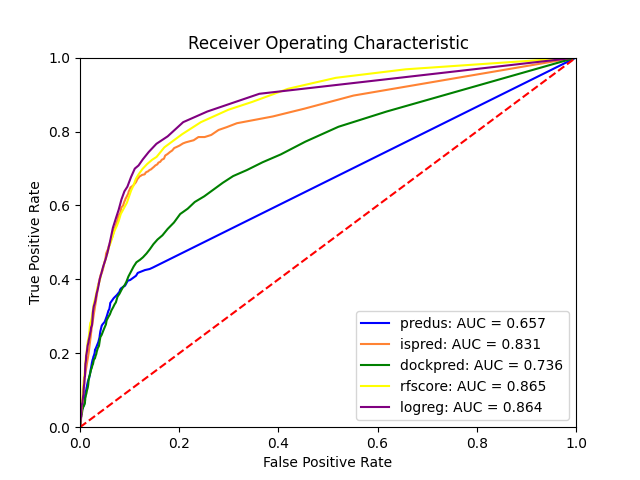 Receiver Operating Characteristic
True Positive Rate
1.0
0.8
0.6
0.4
0.2
0.0
predus: AUC = 0.657
ispred: AUC = 0.831
dockpred: AUC = 0.736
rfscore: AUC = 0.865
logreg: AUC = 0.864
0.0 0.2 0.4 0.6 0.8 1.0
False Positive Rate